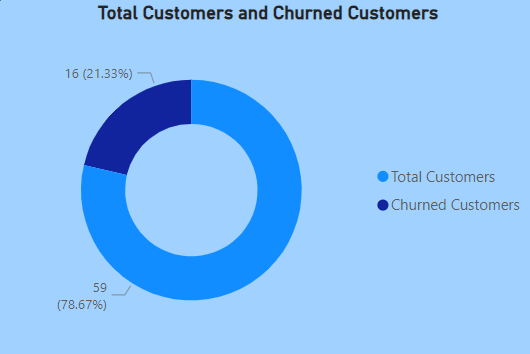 Total Customers and Churned Customers
16 (21.33%)
Total Customers
Churned Customers
59
(78.67%)